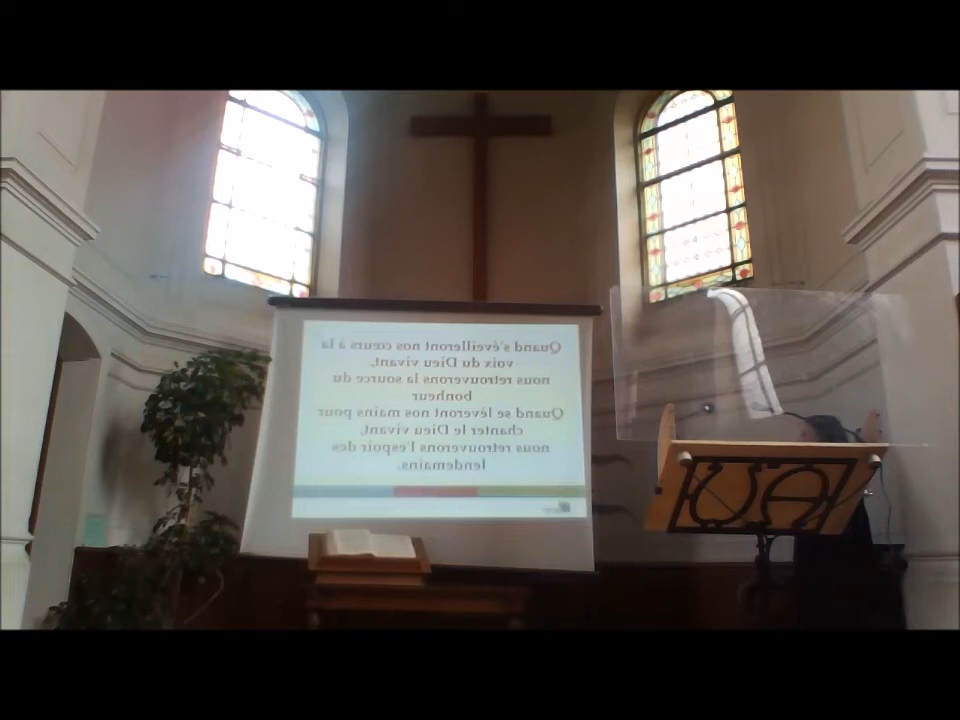 Quand s'éveilleront nos cœurs à la
voix du Dieu vivant,
nous retrouverons la source du
bonheur
Quand se lèveront nos mains pour
chanter le Dieu vivant,
nous retrouverons l'espoir des
lendemains.